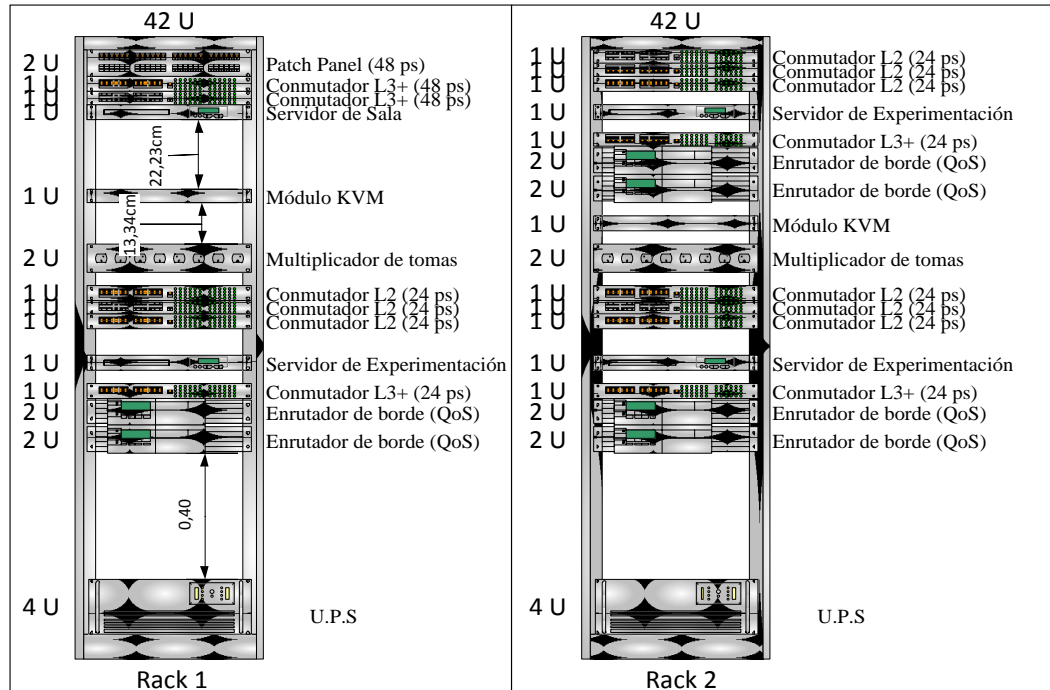 42 U
2 U Patch Panel (48 ps)
1 U Conmutador L3+ (48 ps)
1 U Conmutador L3+ (48 ps)
1 U Servidor de Sala
22,23cm
1 U Módulo KVM
13,34cm
2 U Multiplicador de tomas
1 U Conmutador L2 (24 ps)
1 U Conmutador L2 (24 ps)
1 U Conmutador L2 (24 ps)
1 U Servidor de Experimentación
1 U Conmutador L3+ (24 ps)
2 U Enrutador de borde (QoS)
2 U Enrutador de borde (QoS)
0,40
4 U U.P.S
Rack 1
42 U
1 U Conmutador L2 (24 ps)
1 U Conmutador L2 (24 ps)
1 U Conmutador L2 (24 ps)
1 U Servidor de Experimentación
1 U Conmutador L3+ (24 ps)
2 U Enrutador de borde (QoS)
2 U Enrutador de borde (QoS)
1 U Módulo KVM
2 U Multiplicador de tomas
1 U Conmutador L2 (24 ps)
1 U Conmutador L2 (24 ps)
1 U Conmutador L2 (24 ps)
1 U Servidor de Experimentación
1 U Conmutador L3+ (24 ps)
2 U Enrutador de borde (QoS)
2 U Enrutador de borde (QoS)
4 U U.P.S
Rack 2